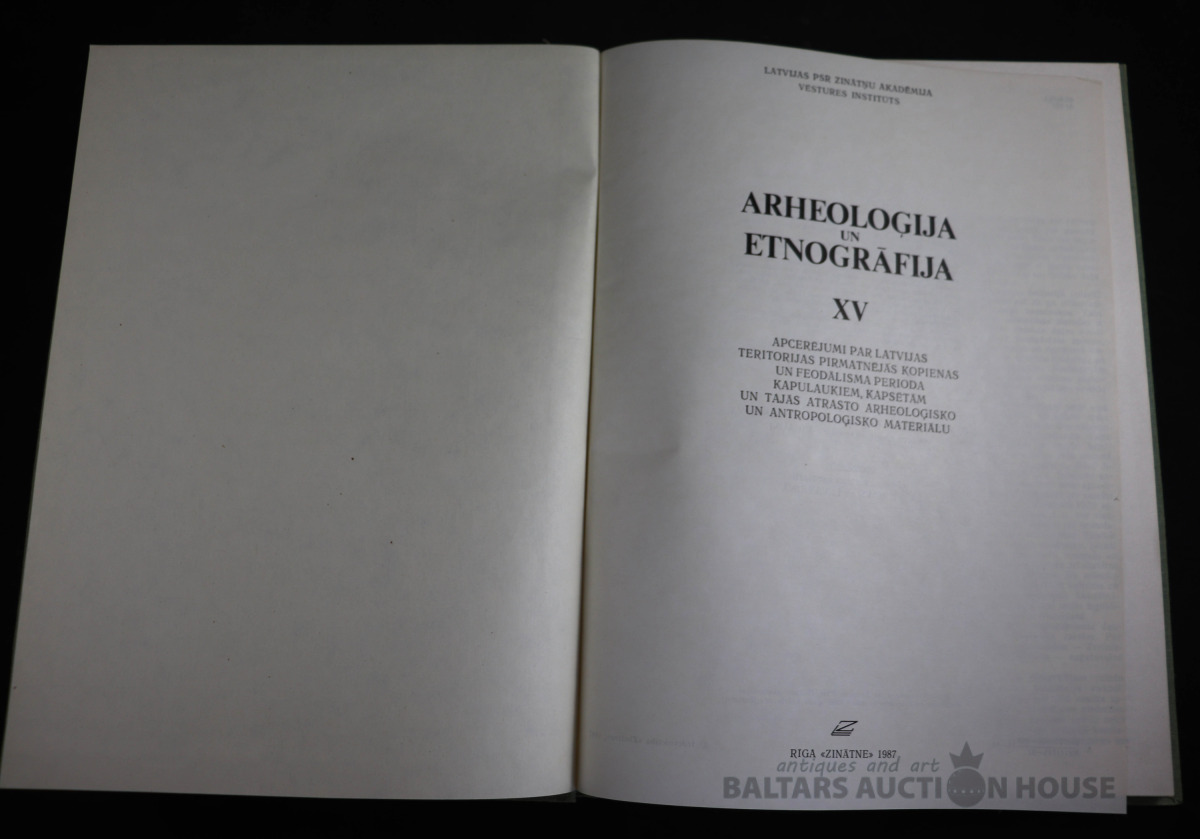 LATVIJAS PSR ZINĀTŅU AKADĒMIJA
VĒSTURES INSTITŪTS
ARHEOLOĢIJA
UN
ETNOGRĀFIJA
XV
APCERĒJUMI PAR LATVIJAS
TERITORIJAS PIRMATNĒJĀS KOPIENAS
UN FEODĀLISMA PERIODA
KAPULAUKIEM, KAPSĒTĀM
UN TAJĀS ATRASTO ARHEOLOĢISKO
UN ANTROPOLOĢISKO MATERIĀLU
RĪGĀ «ZINĀTNE» 1987
antiques and art
BALTARS AUCTION HOUSE